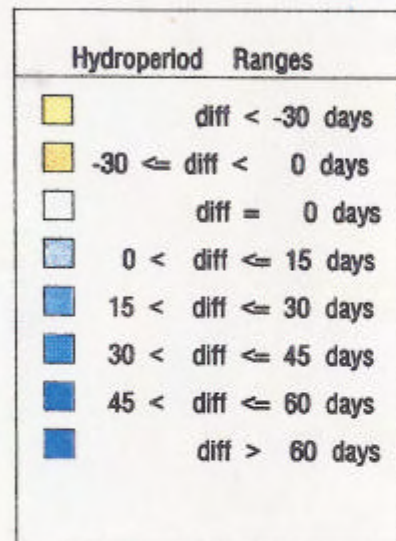 Hydroperiod Ranges
diff < -30 days
-30 <= diff < 0 days
diff = 0 days
0 < diff <= 15 days
15 < diff <= 30 days
30 < diff <= 45 days
45 < diff <= 60 days
diff > 60 days